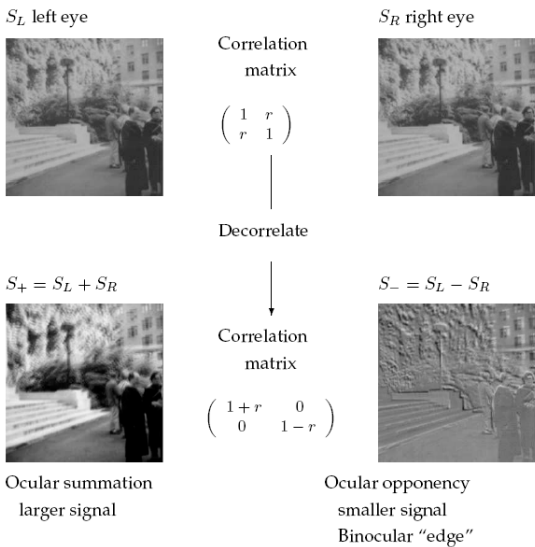 S_L left eye
S_R right eye
Correlation
matrix
( 1 r
r 1 )
Decorrelate
S_+ = S_L + S_R
S_- = S_L - S_R
Correlation
matrix
( 1 + r 0
0 1 - r )
Ocular summation
larger signal
Ocular opponency
smaller signal
Binocular “edge”